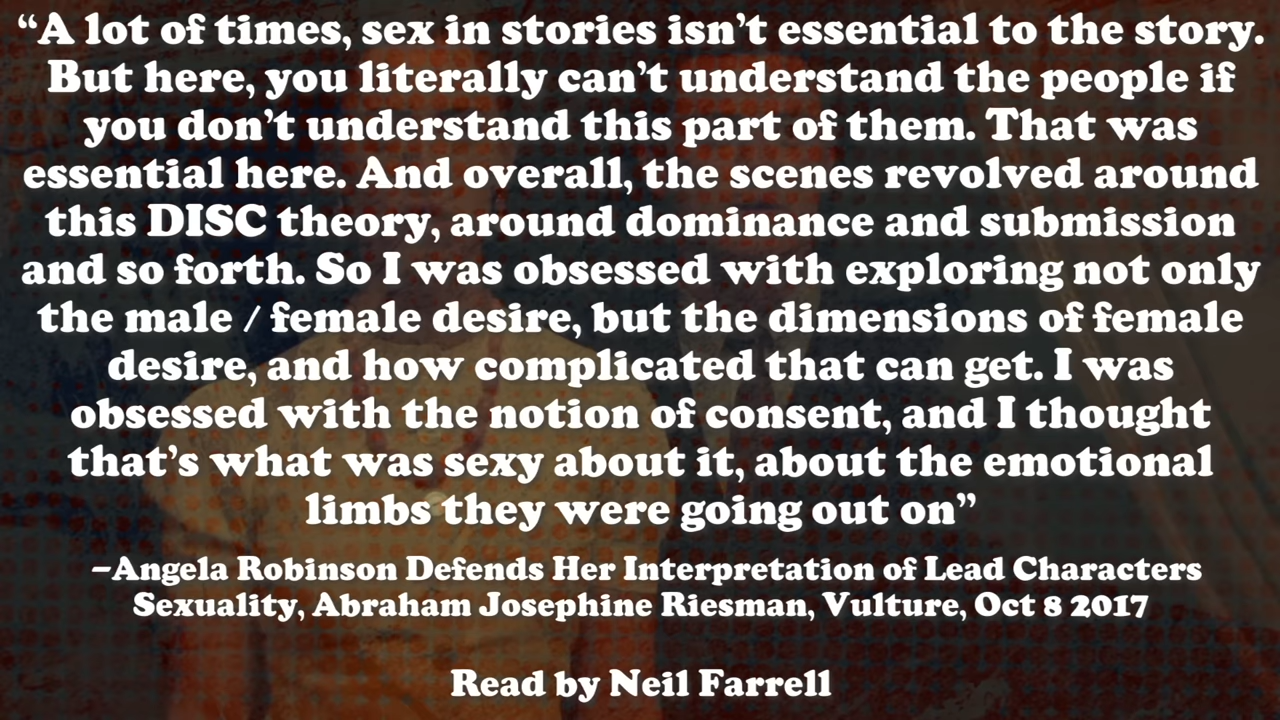 “A lot of times, sex in stories isn’t essential to the story.
But here, you literally can’t understand the people if
you don’t understand this part of them. That was
essential here. And overall, the scenes revolved around
this DISC theory, around dominance and submission
and so forth. So I was obsessed with exploring not only
the male / female desire, but the dimensions of female
desire, and how complicated that can get. I was
obsessed with the notion of consent, and I thought
that’s what was sexy about it, about the emotional
limbs they were going out on”
–Angela Robinson Defends Her Interpretation of Lead Characters
Sexuality, Abraham Josephine Riesman, Vulture, Oct 8 2017
Read by Neil Farrell